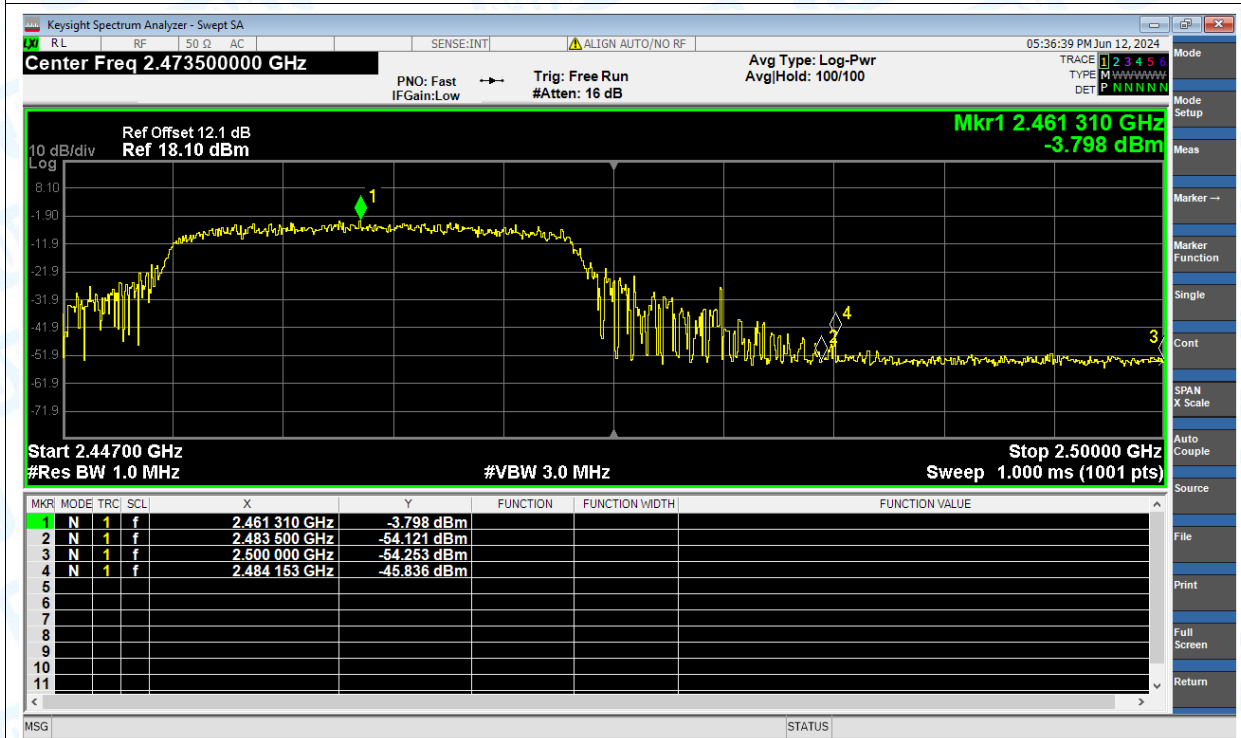 Keysight Spectrum Analyzer - Swept SA
LXI RL RF 50 Ω AC SENSE:INT ALIGN AUTO/NO RF 05:36:39 PM Jun 12, 2024
Center Freq 2.473500000 GHz
PNO: Fast
IFGain:Low
Trig: Free Run
#Atten: 16 dB
Avg Type: Log-Pwr
Avg|Hold: 100/100
TRACE 1 2 3 4 5 6
TYPE M WWWWW
DET P N N N N N
Mkr1 2.461 310 GHz
-3.798 dBm
Ref Offset 12.1 dB
10 dB/div Ref 18.10 dBm
Log
8.10
-1.90
-11.9
-21.9
-31.9
-41.9
-51.9
-61.9
-71.9
1
4
2
3
Start 2.44700 GHz Stop 2.50000 GHz
#Res BW 1.0 MHz #VBW 3.0 MHz Sweep 1.000 ms (1001 pts)
MKR MODE TRC SCL X Y FUNCTION FUNCTION WIDTH FUNCTION VALUE
1 N 1 f 2.461 310 GHz -3.798 dBm
2 N 1 f 2.483 500 GHz -54.121 dBm
3 N 1 f 2.500 000 GHz -54.253 dBm
4 N 1 f 2.484 153 GHz -45.836 dBm
5
6
7
8
9
10
11
MSG STATUS
Mode
Mode
Setup
Meas
Marker →
Marker
Function
Single
Cont
SPAN
X Scale
Auto
Couple
Source
File
Print
Full
Screen
Return